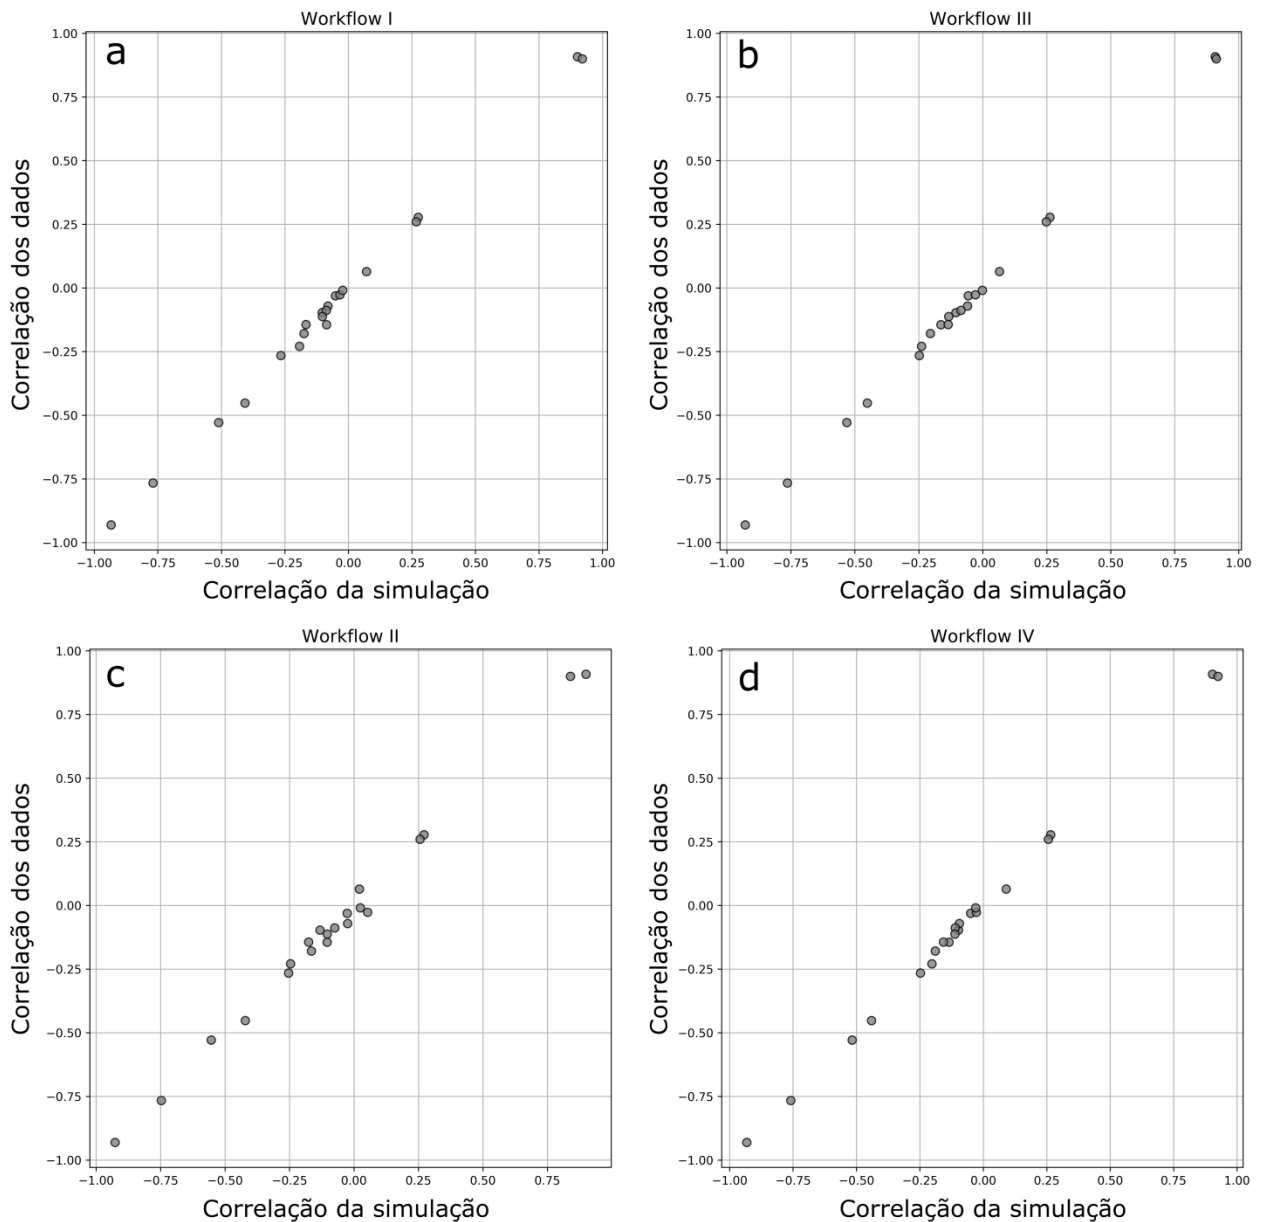 Workflow I
a
Correlação dos dados
1.00
0.75
0.50
0.25
0.00
−0.25
−0.50
−0.75
−1.00
−1.00 −0.75 −0.50 −0.25 0.00 0.25 0.50 0.75 1.00
Correlação da simulação
Workflow III
b
Correlação dos dados
1.00
0.75
0.50
0.25
0.00
−0.25
−0.50
−0.75
−1.00
−1.00 −0.75 −0.50 −0.25 0.00 0.25 0.50 0.75 1.00
Correlação da simulação
Workflow II
c
Correlação dos dados
1.00
0.75
0.50
0.25
0.00
−0.25
−0.50
−0.75
−1.00
−1.00 −0.75 −0.50 −0.25 0.00 0.25 0.50 0.75
Correlação da simulação
Workflow IV
d
Correlação dos dados
1.00
0.75
0.50
0.25
0.00
−0.25
−0.50
−0.75
−1.00
−1.00 −0.75 −0.50 −0.25 0.00 0.25 0.50 0.75 1.00
Correlação da simulação